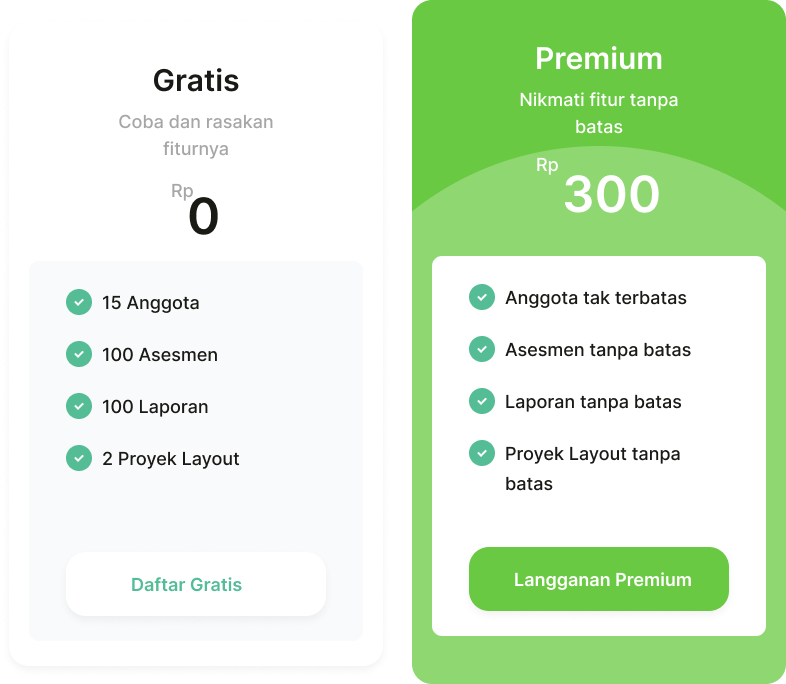 Gratis
Coba dan rasakan
fiturnya
Rp
0
15 Anggota
100 Asesmen
100 Laporan
2 Proyek Layout
Daftar Gratis
Premium
Nikmati fitur tanpa
batas
Rp
300
Anggota tak terbatas
Asesmen tanpa batas
Laporan tanpa batas
Proyek Layout tanpa
batas
Langganan Premium